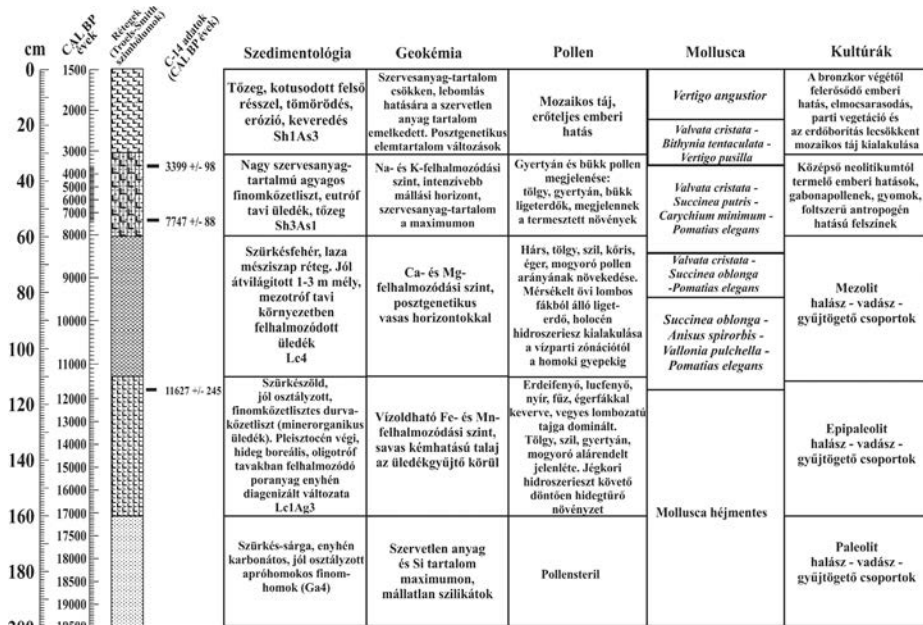 cm
CAL BP
évek
Rétegek
(Troels-Smith
szimbólumok)
C-14 adatok
(CAL BP évek)
Szedimentológia
Geokémia
Pollen
Mollusca
Kultúrák
0
20
40
60
80
100
120
140
160
180
200
1500
2000
3000
4000
5000
6000
7000
8000
9000
10000
11000
12000
13000
14000
15000
16000
17000
17500
18000
18500
19000
19500
3399 +/- 98
7747 +/- 88
11627 +/- 245
Tőzeg, kotusodott felső
résszel, tömörödés,
erózió, keveredés
Sh1As3
Nagy szervesanyag-
tartalmú agyagos
finomkőzetliszt, eutróf
tavi üledék, tőzeg
Sh3As1
Szürkésfehér, laza
mésziszap réteg. Jól
átvilágított 1-3 m mély,
mezotróf tavi
környezetben
felhalmozódott
üledék
Lc4
Szürkészöld,
jól osztályzott,
finomkőzetlisztes durva-
kőzetliszt (minerorganikus
üledék). Pleisztocén végi,
hideg boreális, oligotróf
tavakban felhalmozódó
poranyag enyhén
diagenizált változata
Lc1Ag3
Szürkés-sárga, enyhén
karbonátos, jól osztályzott
apróhomokos finom-
homok (Ga4)
Szervesanyag-tartalom
csökken, lebomlás
hatására a szervetlen
anyag tartalom
emelkedett. Posztgenetikus
elemtartalom változások
Na- és K-felhalmozódási
szint, intenzívebb
mállási horizont,
szervesanyag-tartalom
a maximumon
Ca- és Mg-
felhalmozódási szint,
posztgenetikus
vasas horizontokkal
Vízoldható Fe- és Mn-
felhalmozódási szint,
savas kémhatású talaj
az üledékgyűjtő körül
Szervetlen anyag
és Si tartalom
maximumon,
mállatlan szilikátok
Mozaikos táj,
erőteljes emberi
hatás
Gyertyán és bükk pollen
megjelenése:
tölgy, gyertyán, bükk
ligeterdők, megjelennek
a termesztett növények
Hárs, tölgy, szil, kőris,
éger, mogyoró pollen
arányának növekedése.
Mérsékelt övi lombos
fákból álló liget-
erdő, holocén
hidroszeriesz kialakulása
a vízparti zónációtól
a homoki gyepekig
Erdeifenyő, lucfenyő,
nyír, fűz, égerfákkal
keverve, vegyes lombozatú
tajga dominált.
Tölgy, szil, gyertyán,
mogyoró alárendelt
jelenléte. Jégkori
hidroszerieszt követő
döntően hidegtűrő
növényzet
Pollensteril
Vertigo angustior
Valvata cristata -
Bithynia tentaculata -
Vertigo pusilla
Valvata cristata -
Succinea putris -
Carychium minimum -
Pomatias elegans
Valvata cristata -
Succinea oblonga
-Pomatias elegans
Succinea oblonga -
Anisus spirorbis -
Vallonia pulchella -
Pomatias elegans
Mollusca héjmentes
A bronzkor végétől
felerősödő emberi
hatás, elmocsarasodás,
parti vegetáció és
az erdőborítás lecsökkent
mozaikos táj kialakulása
Középső neolitikumtól
termelő emberi hatások,
gabonapollenek, gyomok,
foltszerű antropogén
hatású felszínek
Mezolit
halász - vadász -
gyűjtögető csoportok
Epipaleolit
halász - vadász -
gyűjtögető csoportok
Paleolit
halász - vadász -
gyűjtögető csoportok